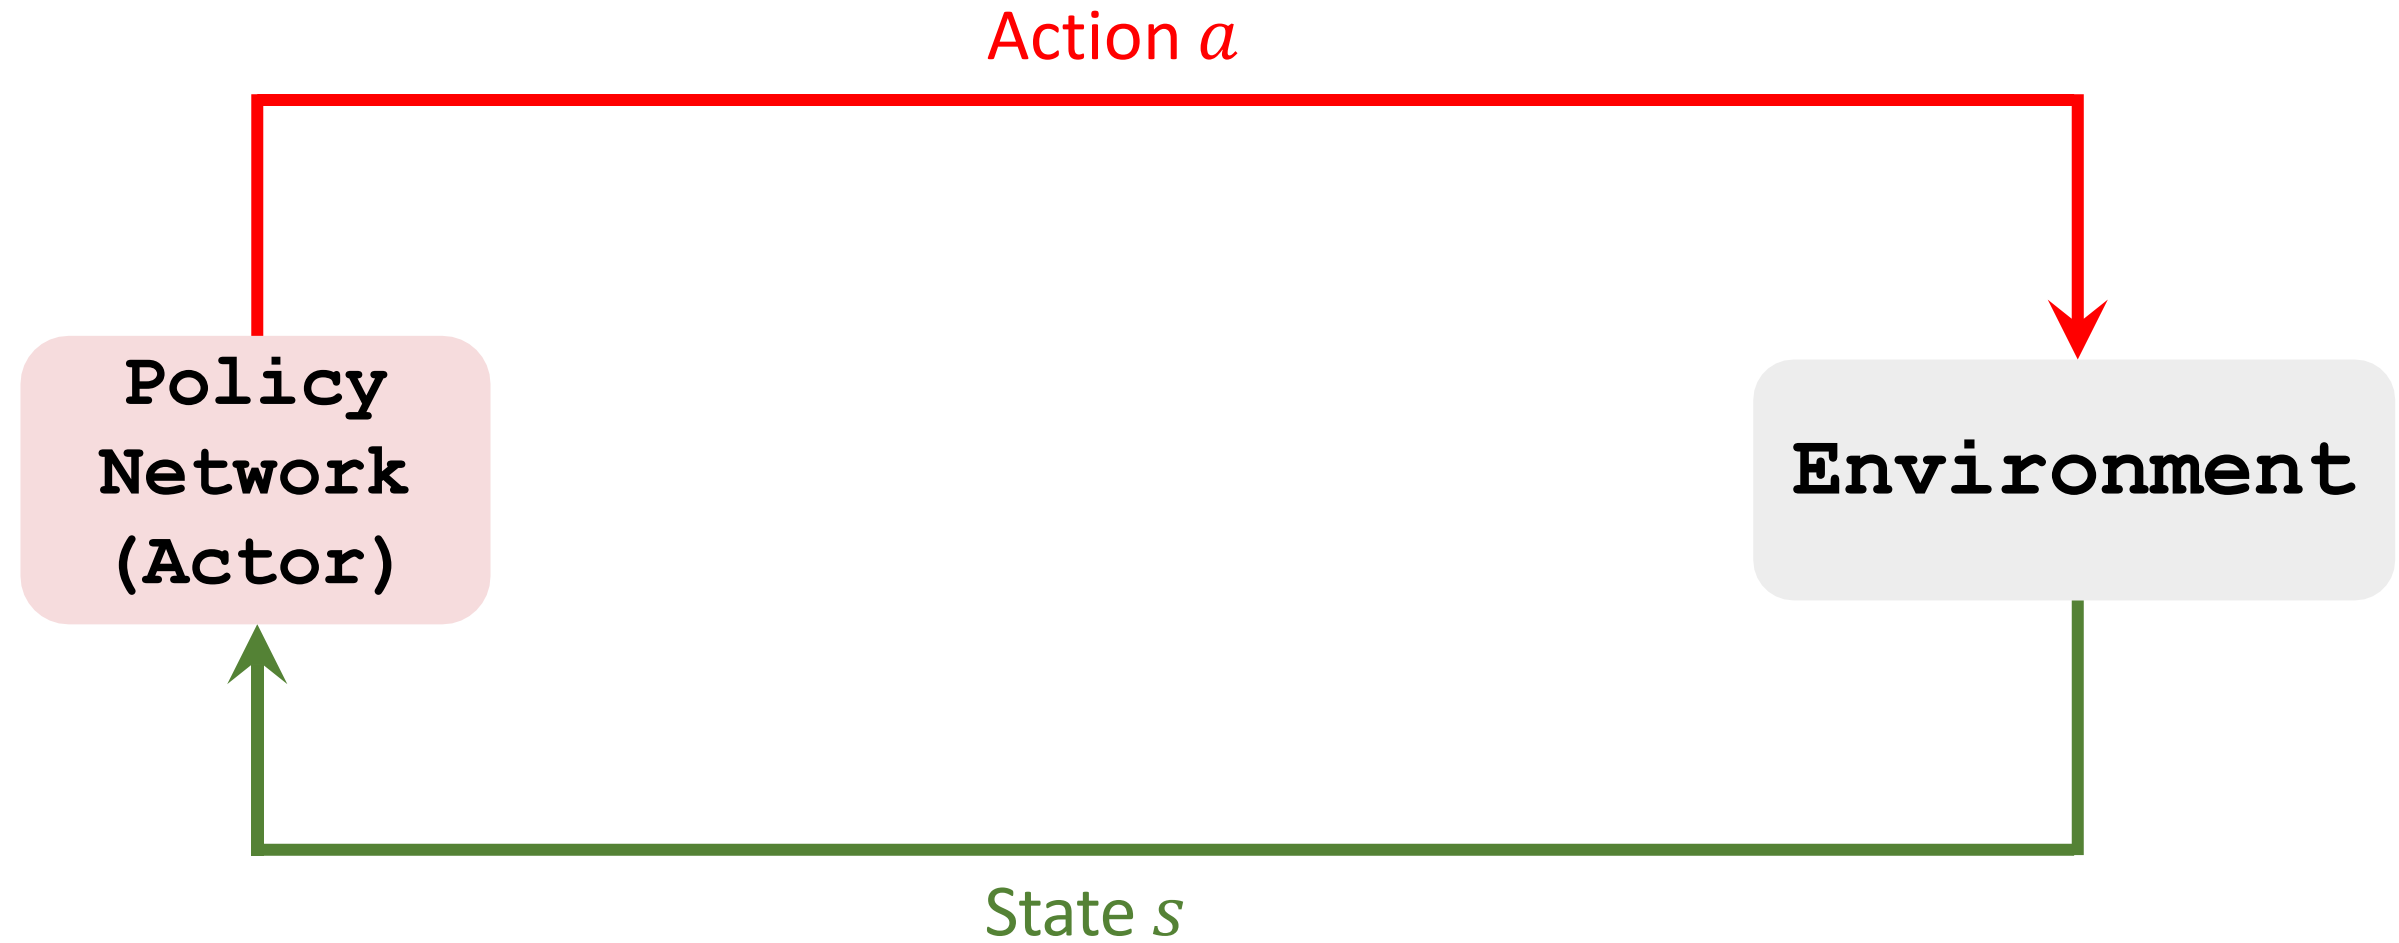 Action a
Policy
Network
(Actor)
Environment
State s